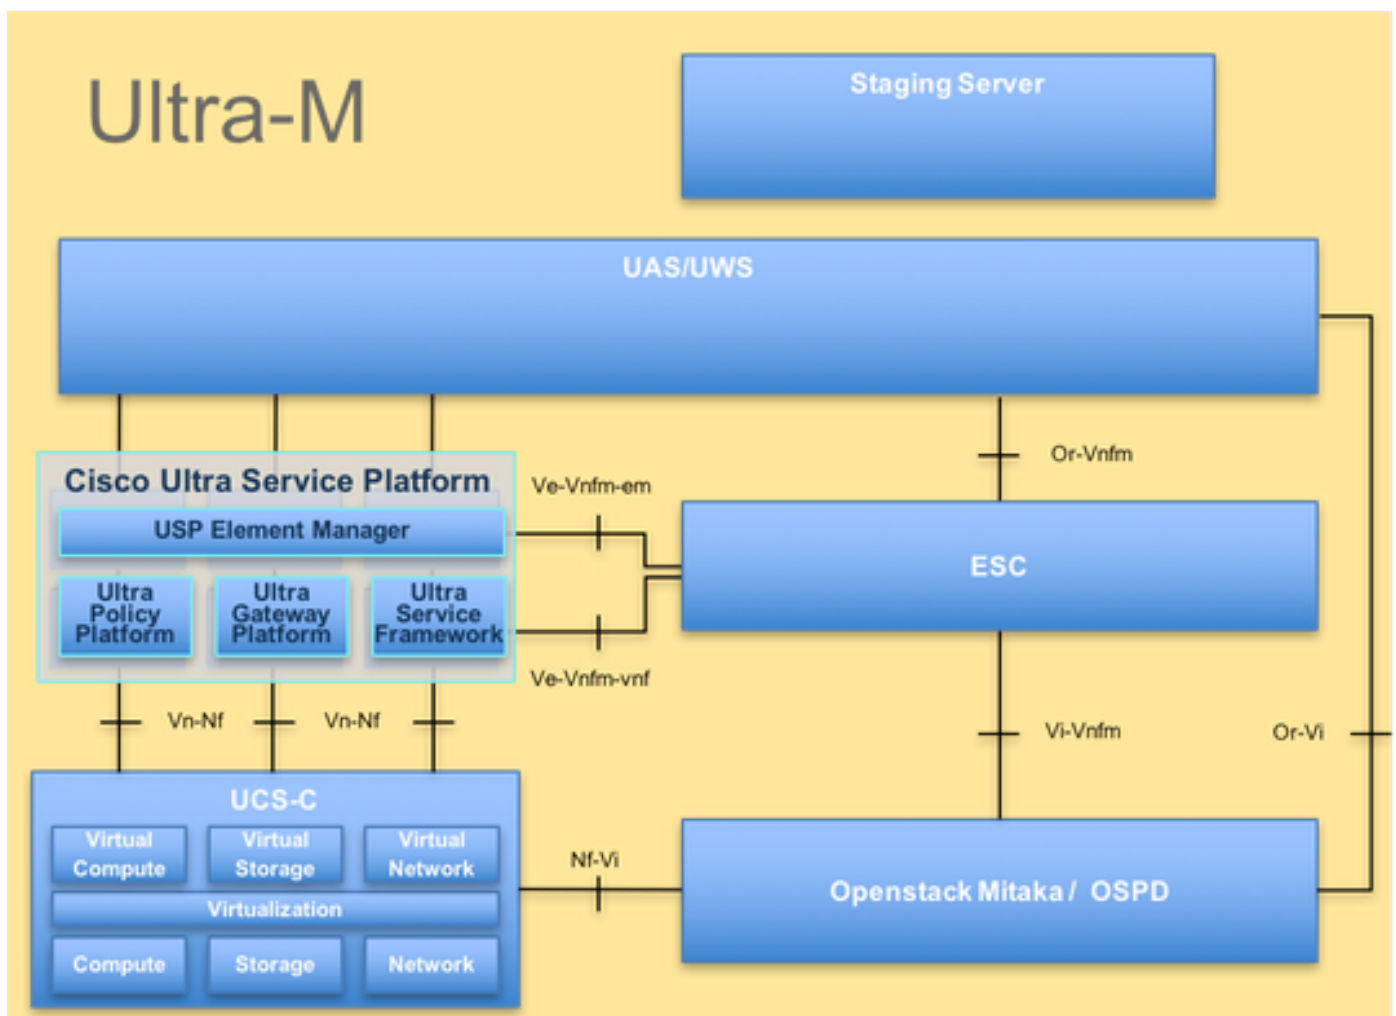 Ultra-M
Staging Server
UAS/UWS
Or-Vnfm
Cisco Ultra Service Platform
Ve-Vnfm-em
USP Element Manager
ESC
Ultra
Policy
Platform
Ultra
Gateway
Platform
Ultra
Service
Framework
Ve-Vnfm-vnf
Vn-Nf
Vn-Nf
Vi-Vnfm
Or-Vi
UCS-C
Virtual
Compute
Virtual
Storage
Virtual
Network
Nf-Vi
Openstack Mitaka / OSPD
Virtualization
Compute
Storage
Network